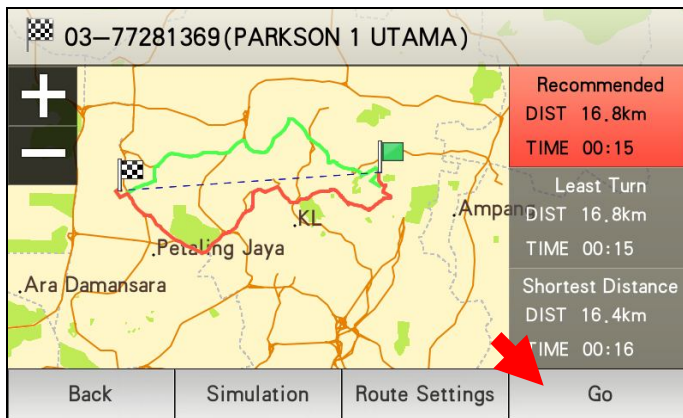 03-77281369(PARKSON 1 UTAMA)
Recommended
DIST 16.8km
TIME 00:15
Least Turn
DIST 16.8km
TIME 00:15
Shortest Distance
DIST 16.4km
TIME 00:16
.KL
.Ampang
.Petaling Jaya
.Ara Damansara
Back
Simulation
Route Settings
Go